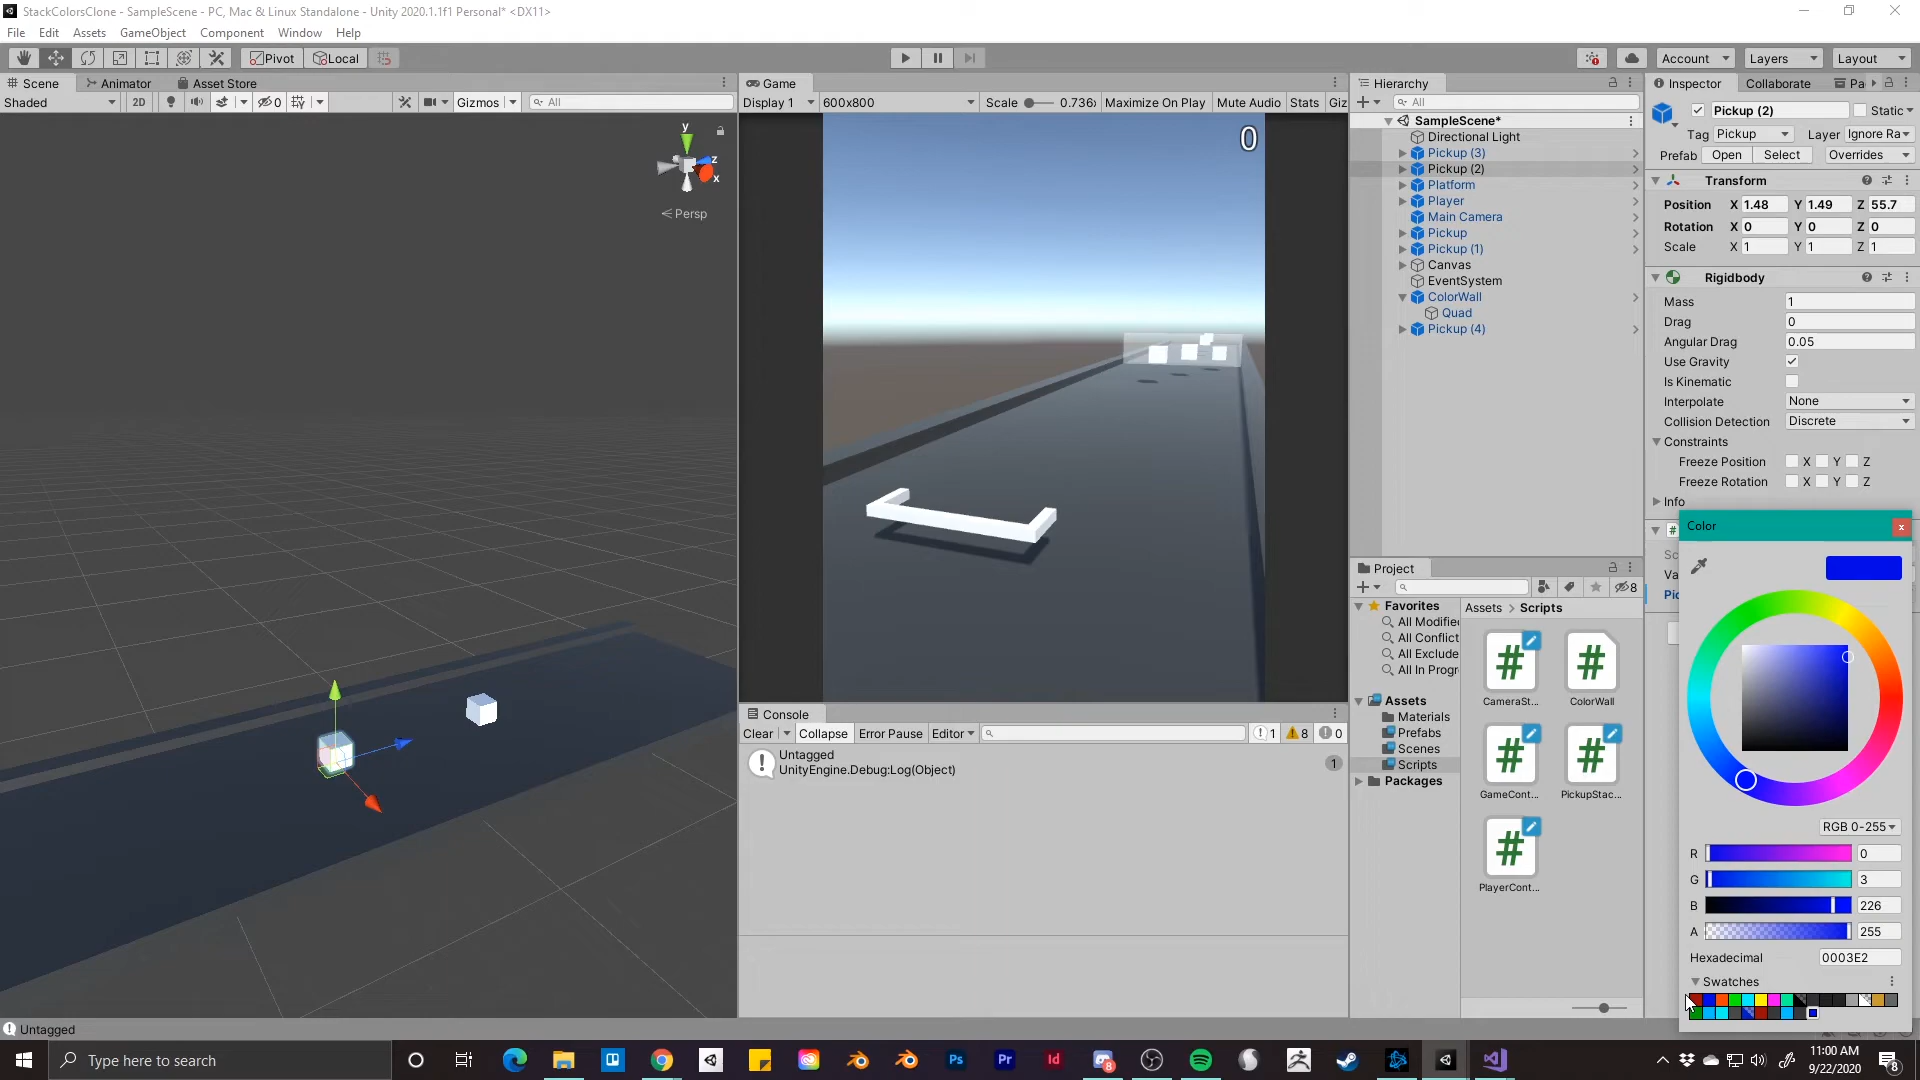 StackColorsClone - SampleScene - PC, Mac & Linux Standalone - Unity 2020.1.1f1 Personal* <DX11>
File Edit Assets GameObject Component Window Help
Pivot Local Account Layers Layout
Scene Animator Asset Store
Shaded 2D 0 Gizmos All
y
z
x
Persp
Game
Display 1 600x800 Scale 0.736 Maximize On Play Mute Audio Stats Giz
0
Console
Clear Collapse Error Pause Editor 1 8 0
Untagged
UnityEngine.Debug:Log(Object)
1
Hierarchy
All
SampleScene*
Directional Light
Pickup (3)
Pickup (2)
Platform
Player
Main Camera
Pickup
Pickup (1)
Canvas
EventSystem
ColorWall
Quad
Pickup (4)
Project
8
Favorites
All Modifie
All Conflict
All Exclude
All In Progr
Assets
Materials
Prefabs
Scenes
Scripts
Packages
Assets > Scripts
CameraSt...
ColorWall
GameCont...
PickupStac...
PlayerCont...
Inspector Collaborate Pa
Pickup (2) Static
Tag Pickup Layer Ignore Ra
Prefab Open Select Overrides
Transform
Position X 1.48 Y 1.49 Z 55.7
Rotation X 0 Y 0 Z 0
Scale X 1 Y 1 Z 1
Rigidbody
Mass 1
Drag 0
Angular Drag 0.05
Use Gravity
Is Kinematic
Interpolate None
Collision Detection Discrete
Constraints
Freeze Position X Y Z
Freeze Rotation X Y Z
Info
Sc
Va
Pic
Color
RGB 0-255
R 0
G 3
B 226
A 255
Hexadecimal 0003E2
Swatches
Untagged
Type here to search
Ps Pr Id 8
11:00 AM
9/22/2020
8